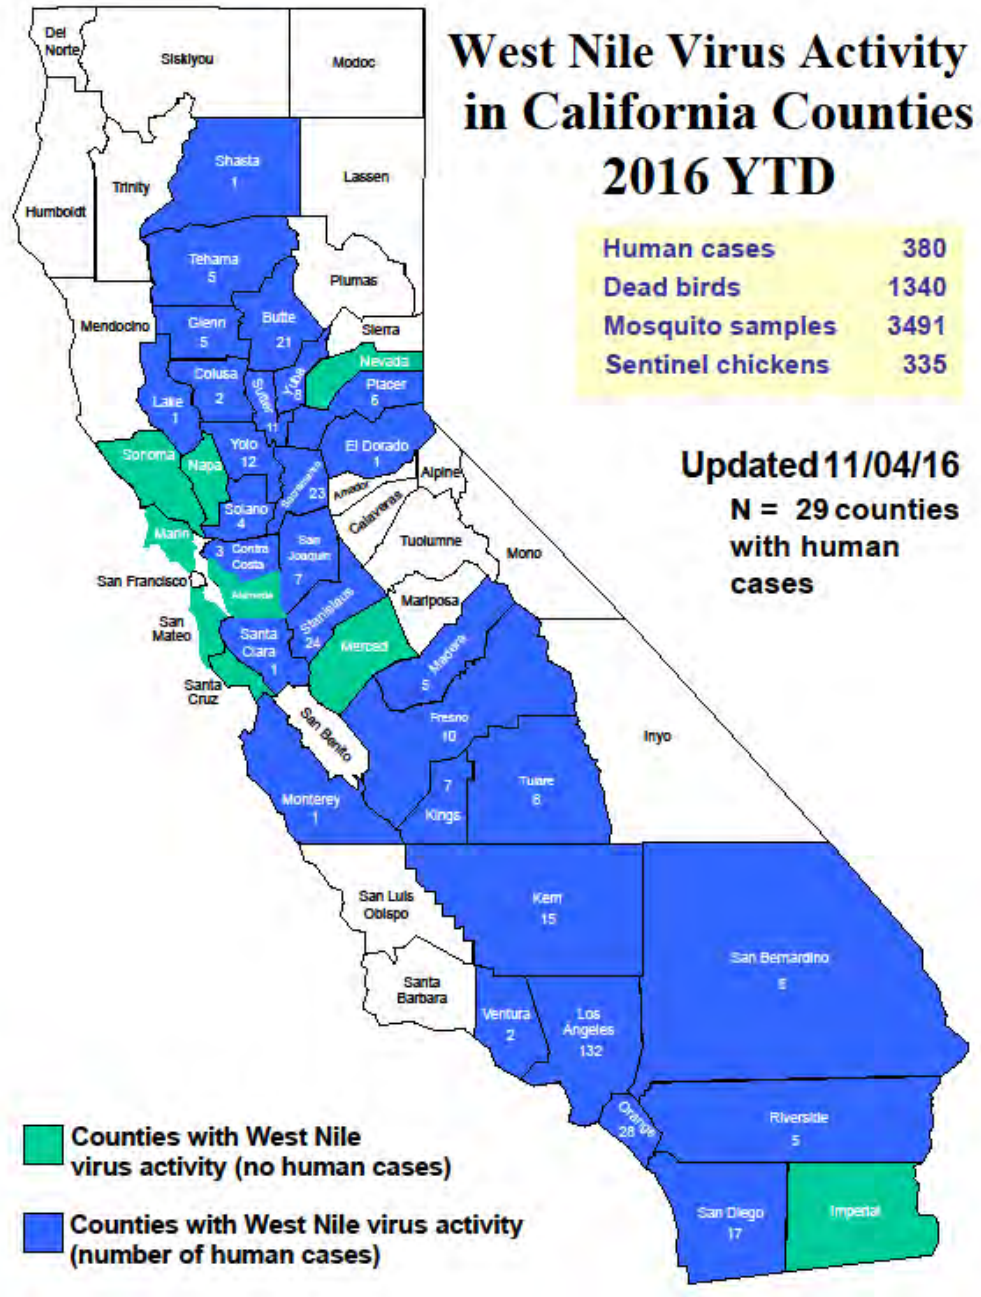 West Nile Virus Activity
in California Counties
2016 YTD
Human cases 380
Dead birds 1340
Mosquito samples 3491
Sentinel chickens 335
Updated 11/04/16
N = 29 counties
with human
cases
Del
Norte
Siskiyou
Modoc
Shasta
1
Trinity
Lassen
Humboldt
Tehama
5
Plumas
Mendocino
Glenn
5
Butte
21
Sierra
Nevada
Colusa
2
Sutter
11
Yuba
Placer
6
Lake
1
Sonoma
Napa
Yolo
12
El Dorado
1
Sacramento
23
Amador
Alpine
Solano
4
Calaveras
Marin
3 Contra
Costa
San
Joaquin
7
Tuolumne
Mono
San Francisco
Alameda
Stanislaus
24
Mariposa
San
Mateo
Santa
Clara
1
Merced
Madera
5
Santa
Cruz
San Benito
Fresno
10
Inyo
Monterey
1
7
Kings
Tulare
San Luis
Obispo
Kern
15
San Bernardino
Santa
Barbara
Ventura
2
Los
Angeles
132
Orange
28
Riverside
5
San Diego
17
Imperial
Counties with West Nile
virus activity (no human cases)
Counties with West Nile virus activity
(number of human cases)